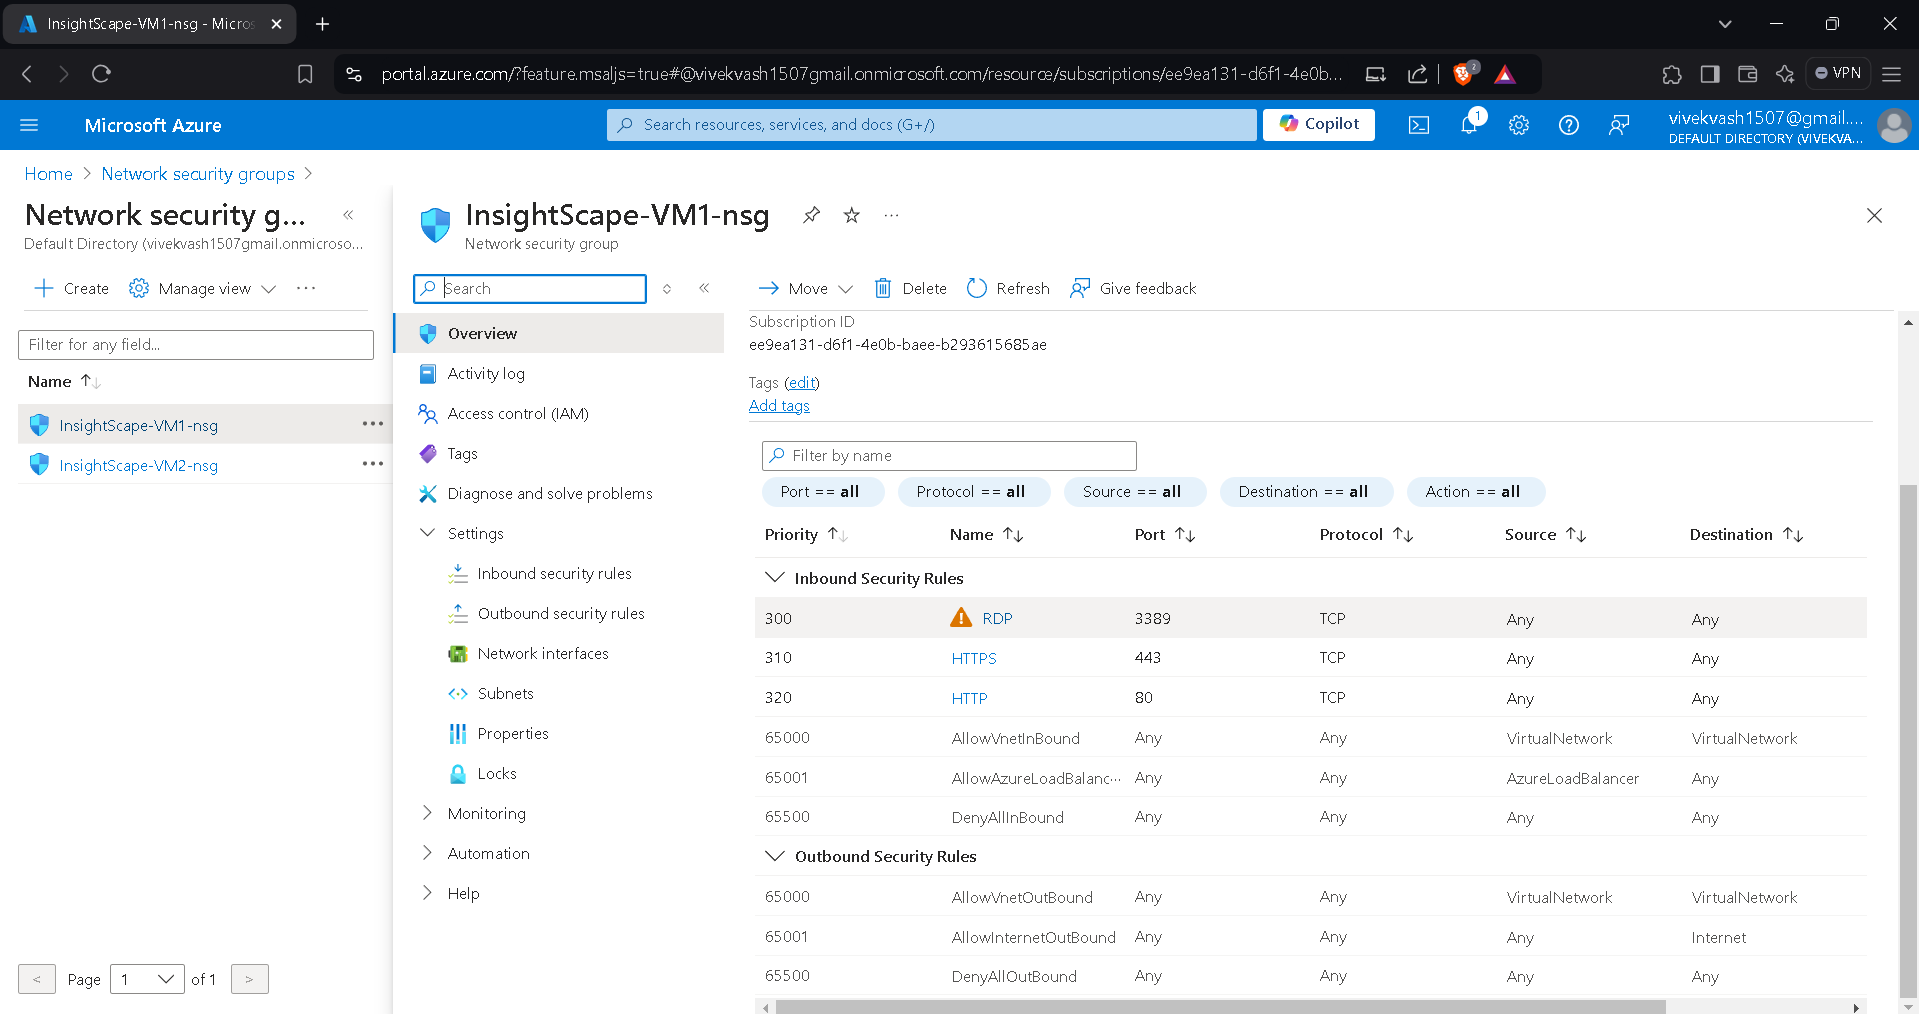 InsightScape-VM1-nsg - Micros
portal.azure.com/?feature.msaljs=true#@vivekvash1507gmail.onmicrosoft.com/resource/subscriptions/ee9ea131-d6f1-4e0b...
2
VPN
Microsoft Azure
Search resources, services, and docs (G+/)
Copilot
1
vivekvash1507@gmail....
DEFAULT DIRECTORY (VIVEKVA...
Home > Network security groups >
Network security g...
Default Directory (vivekvash1507gmail.onmicroso...
Create
Manage view
Filter for any field...
Name
InsightScape-VM1-nsg
InsightScape-VM2-nsg
< Page 1 of 1 >
InsightScape-VM1-nsg
Network security group
Search
Overview
Activity log
Access control (IAM)
Tags
Diagnose and solve problems
Settings
Inbound security rules
Outbound security rules
Network interfaces
Subnets
Properties
Locks
Monitoring
Automation
Help
Move Delete Refresh Give feedback
Subscription ID
ee9ea131-d6f1-4e0b-baee-b293615685ae
Tags (edit)
Add tags
Filter by name
Port == all Protocol == all Source == all Destination == all Action == all
Priority Name Port Protocol Source Destination
Inbound Security Rules
300 RDP 3389 TCP Any Any
310 HTTPS 443 TCP Any Any
320 HTTP 80 TCP Any Any
65000 AllowVnetInBound Any Any VirtualNetwork VirtualNetwork
65001 AllowAzureLoadBalanc... Any Any AzureLoadBalancer Any
65500 DenyAllInBound Any Any Any Any
Outbound Security Rules
65000 AllowVnetOutBound Any Any VirtualNetwork VirtualNetwork
65001 AllowInternetOutBound Any Any Any Internet
65500 DenyAllOutBound Any Any Any Any